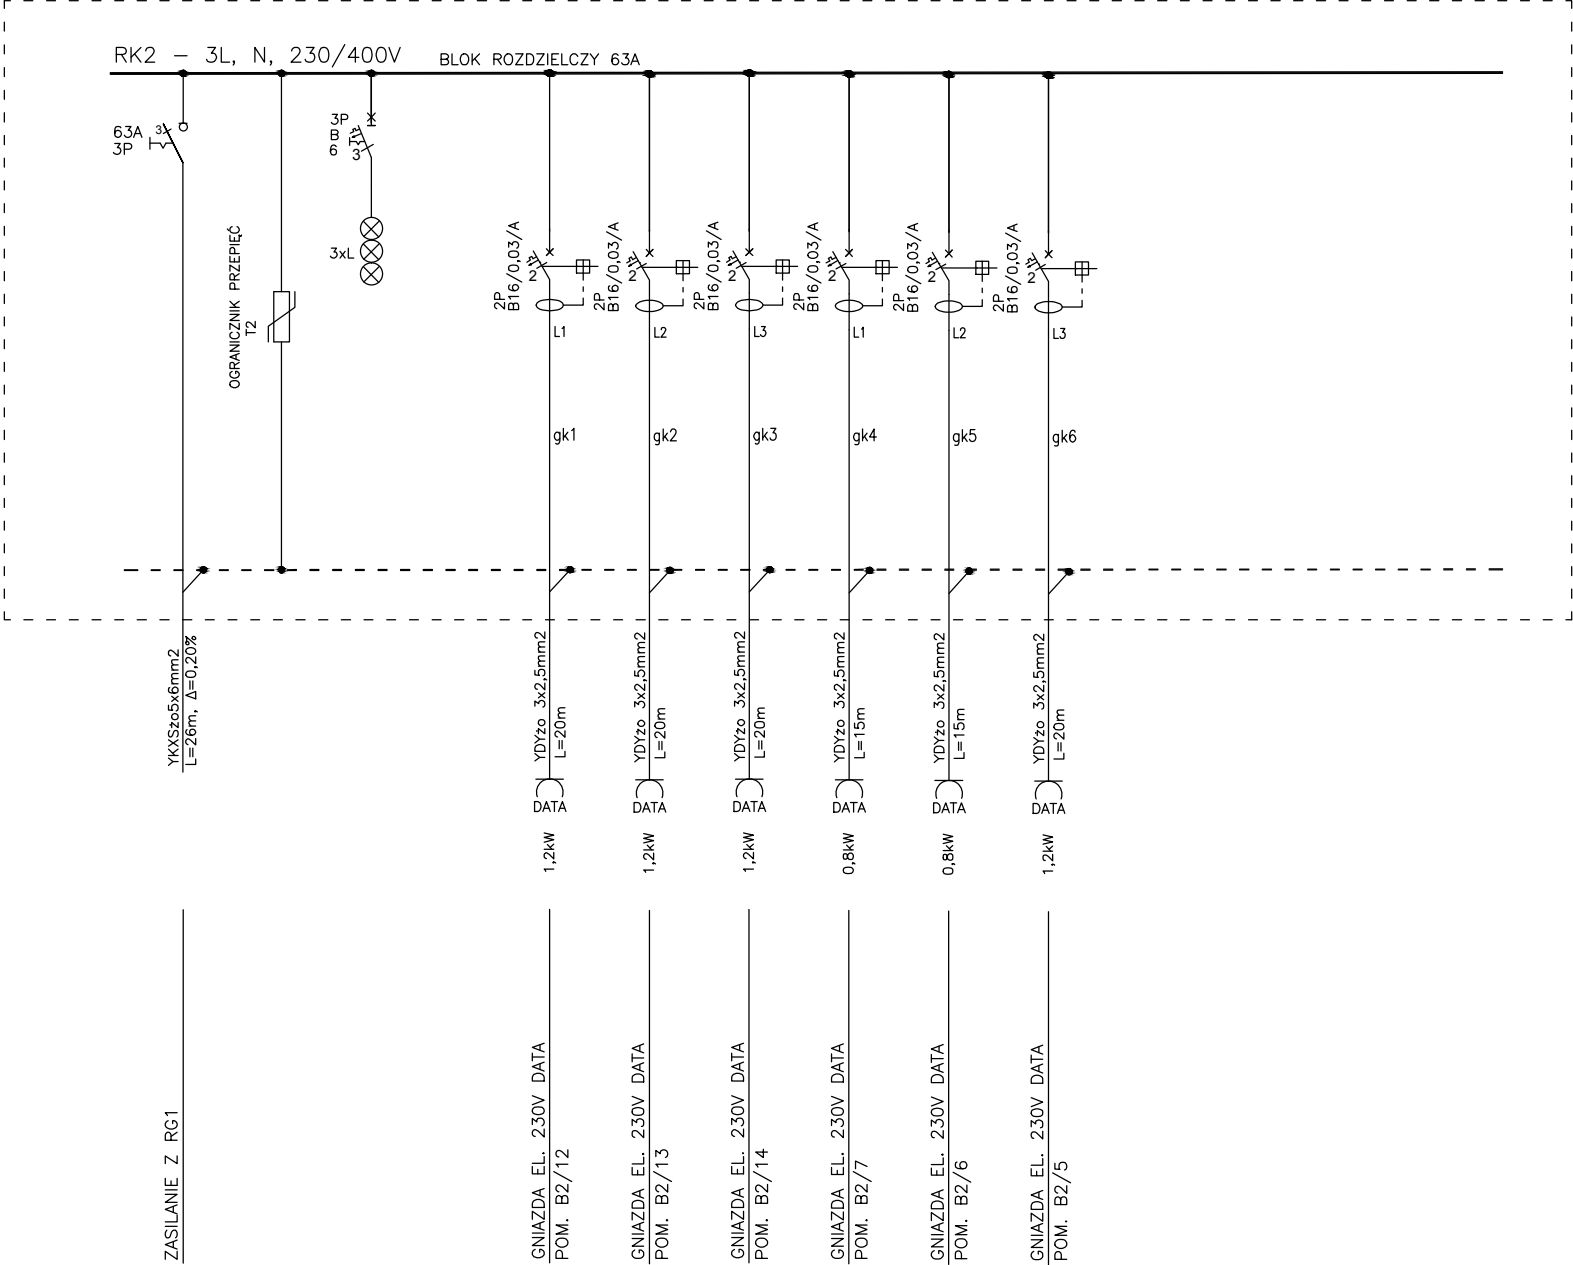 RK2 – 3L, N, 230/400V
BLOK ROZDZIELCZY 63A
63A
3P
3
3P
B
6
3
3xL
OGRANICZNIK PRZEPIĘĆ
T2
2P
B16/0,03/A
2
L1
gk1
2P
B16/0,03/A
2
L2
gk2
2P
B16/0,03/A
2
L3
gk3
2P
B16/0,03/A
2
L1
gk4
2P
B16/0,03/A
2
L2
gk5
2P
B16/0,03/A
2
L3
gk6
YKXSżo5x6mm2
L=26m, Δ=0,20%
YDYżo 3x2,5mm2
L=20m
YDYżo 3x2,5mm2
L=20m
YDYżo 3x2,5mm2
L=20m
YDYżo 3x2,5mm2
L=15m
YDYżo 3x2,5mm2
L=15m
YDYżo 3x2,5mm2
L=20m
DATA
DATA
DATA
DATA
DATA
DATA
1,2kW
1,2kW
1,2kW
0,8kW
0,8kW
1,2kW
ZASILANIE Z RG1
GNIAZDA EL. 230V DATA
POM. B2/12
GNIAZDA EL. 230V DATA
POM. B2/13
GNIAZDA EL. 230V DATA
POM. B2/14
GNIAZDA EL. 230V DATA
POM. B2/7
GNIAZDA EL. 230V DATA
POM. B2/6
GNIAZDA EL. 230V DATA
POM. B2/5